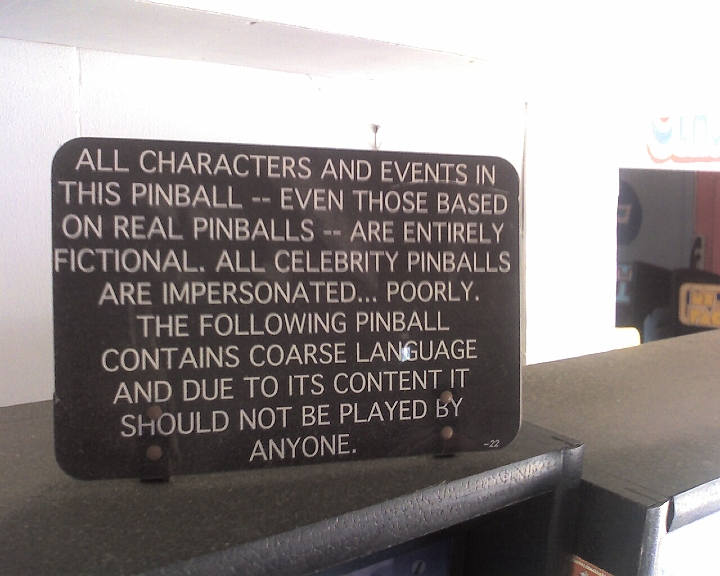 ALL CHARACTERS AND EVENTS IN
THIS PINBALL -- EVEN THOSE BASED
ON REAL PINBALLS -- ARE ENTIRELY
FICTIONAL. ALL CELEBRITY PINBALLS
ARE IMPERSONATED... POORLY.
THE FOLLOWING PINBALL
CONTAINS COARSE LANGUAGE
AND DUE TO ITS CONTENT IT
SHOULD NOT BE PLAYED BY
ANYONE.
-22